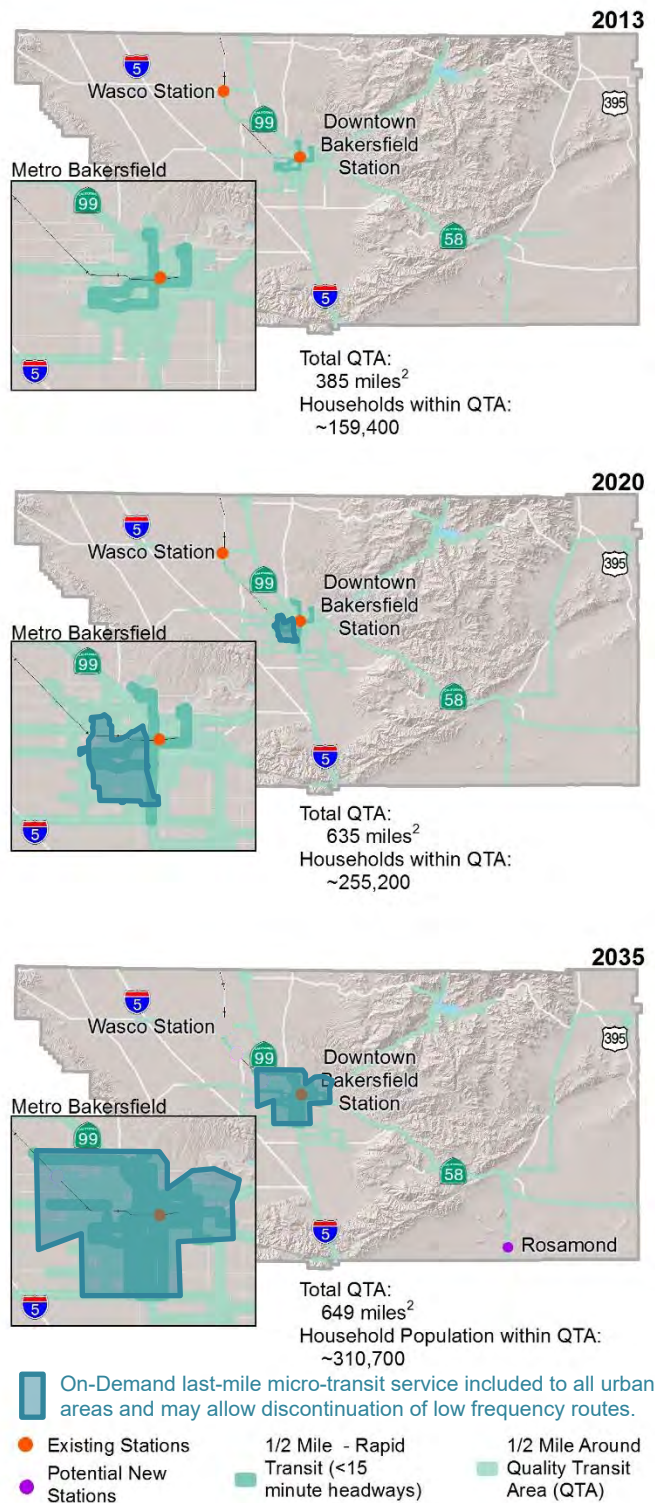 2013
5
Wasco Station
99
395
Downtown
Bakersfield
Station
Metro Bakersfield
99
58
5
5
Total QTA:
385 miles2
Households within QTA:
~159,400
2020
5
Wasco Station
99
395
Downtown
Bakersfield
Station
Metro Bakersfield
99
58
5
5
Total QTA:
635 miles2
Households within QTA:
~255,200
2035
5
Wasco Station
99
395
Downtown
Bakersfield
Station
Metro Bakersfield
99
58
5
Rosamond
5
Total QTA:
649 miles2
Household Population within QTA:
~310,700
On-Demand last-mile micro-transit service included to all urban
areas and may allow discontinuation of low frequency routes.
Existing Stations
Potential New
Stations
1/2 Mile - Rapid
Transit (<15
minute headways)
1/2 Mile Around
Quality Transit
Area (QTA)